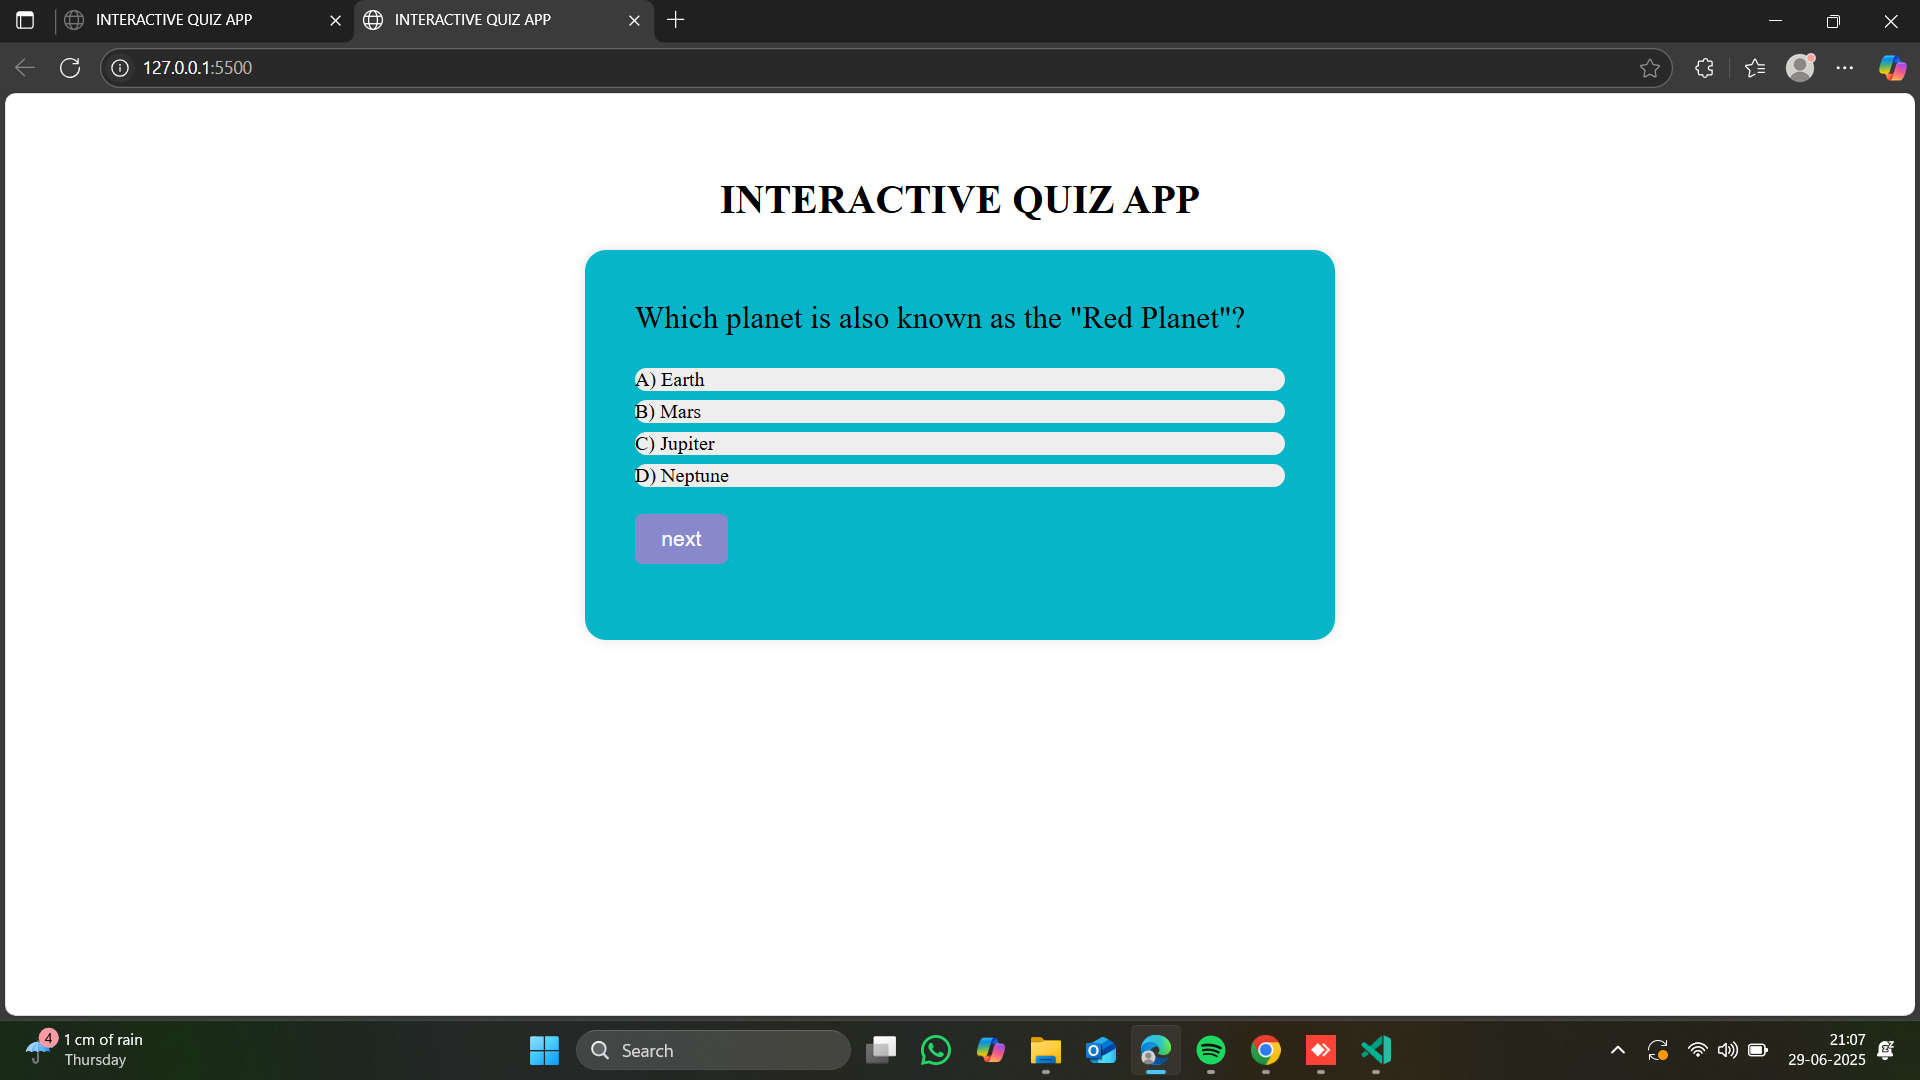 INTERACTIVE QUIZ APP
INTERACTIVE QUIZ APP
127.0.0.1:5500
INTERACTIVE QUIZ APP
Which planet is also known as the "Red Planet"?
A) Earth
B) Mars
C) Jupiter
D) Neptune
next
4
1 cm of rain
Thursday
Search
21:07
29-06-2025